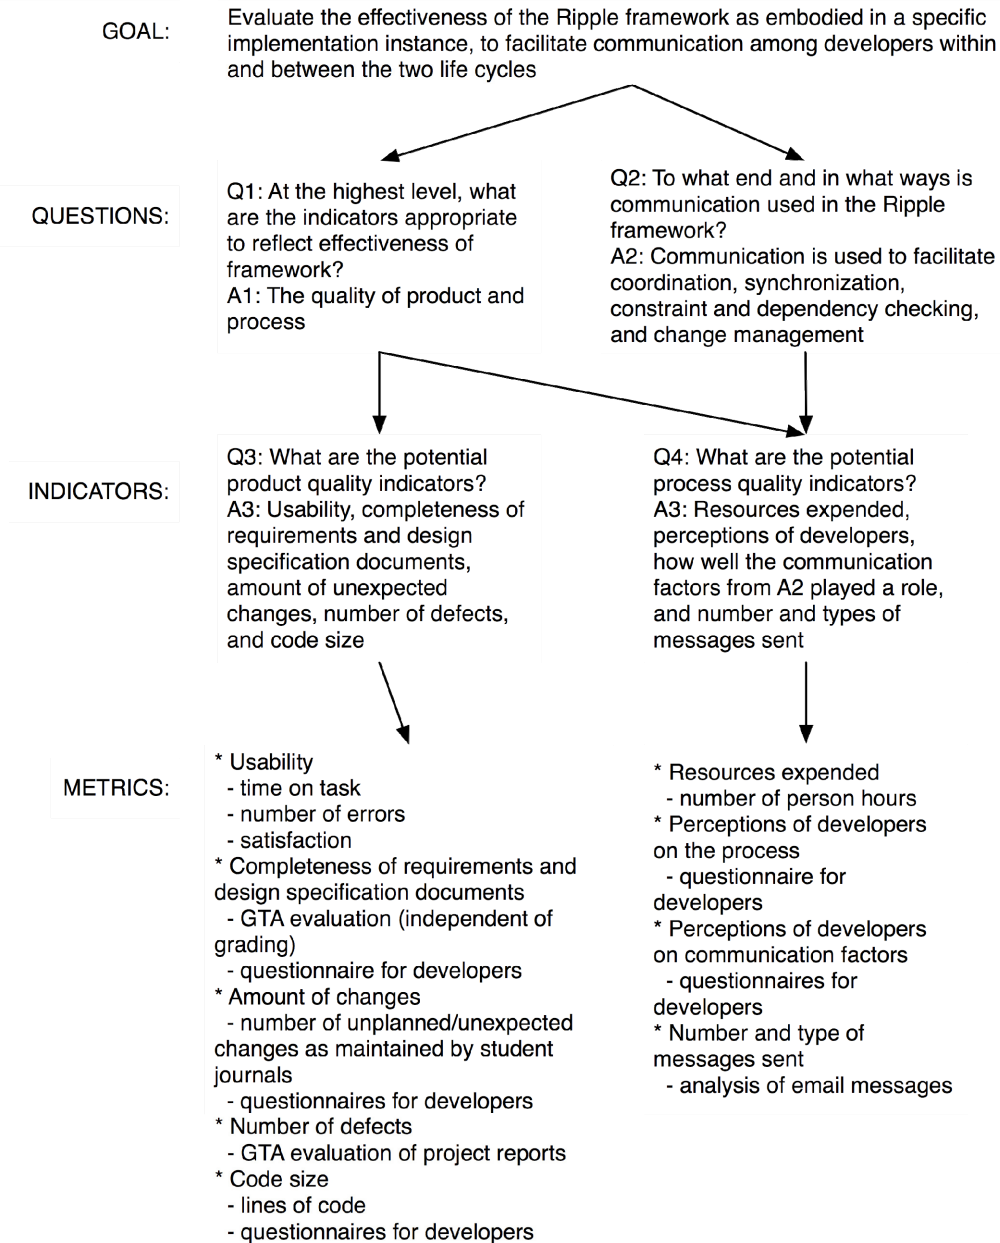 GOAL:
Evaluate the effectiveness of the Ripple framework as embodied in a specific
implementation instance, to facilitate communication among developers within
and between the two life cycles
QUESTIONS:
Q1: At the highest level, what
are the indicators appropriate
to reflect effectiveness of
framework?
A1: The quality of product and
process
Q2: To what end and in what ways is
communication used in the Ripple
framework?
A2: Communication is used to facilitate
coordination, synchronization,
constraint and dependency checking,
and change management
INDICATORS:
Q3: What are the potential
product quality indicators?
A3: Usability, completeness of
requirements and design
specification documents,
amount of unexpected
changes, number of defects,
and code size
Q4: What are the potential
process quality indicators?
A3: Resources expended,
perceptions of developers,
how well the communication
factors from A2 played a role,
and number and types of
messages sent
METRICS:
* Usability
- time on task
- number of errors
- satisfaction
* Completeness of requirements and
design specification documents
- GTA evaluation (independent of
grading)
- questionnaire for developers
* Amount of changes
- number of unplanned/unexpected
changes as maintained by student
journals
- questionnaires for developers
* Number of defects
- GTA evaluation of project reports
* Code size
- lines of code
- questionnaires for developers
* Resources expended
- number of person hours
* Perceptions of developers
on the process
- questionnaire for
developers
* Perceptions of developers
on communication factors
- questionnaires for
developers
* Number and type of
messages sent
- analysis of email messages